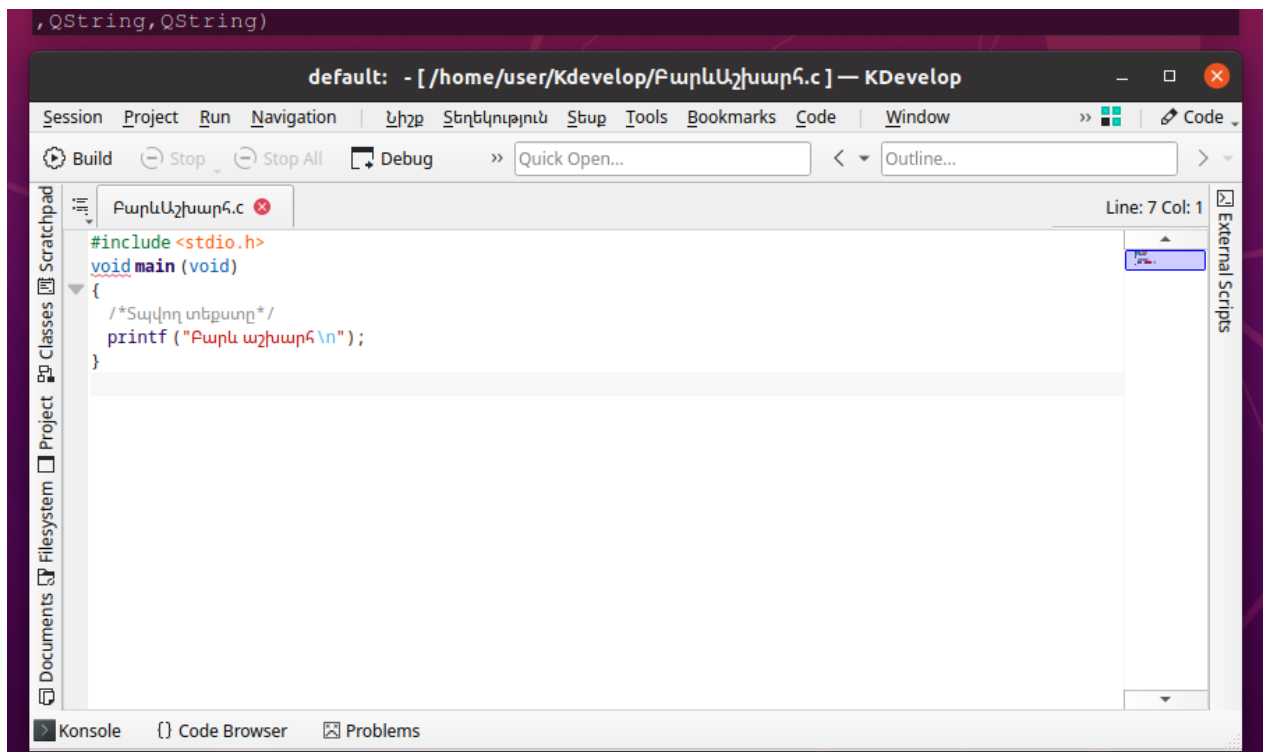 ,QString,QString)
default:  - [ /home/user/Kdevelop/ԲարևԱշխարհ.c ] — KDevelop
Session Project Run Navigation Նիշք Տեղեկություն Տեսք Tools Bookmarks Code Window » Code
Build Stop Stop All Debug » Quick Open... Outline...
ԲարևԱշխարհ.c Line: 7 Col: 1
#include <stdio.h>
void main (void)
{
/*Տպվող տեքստը*/
printf ("Բարև աշխարհ\n");
}
Scratchpad
Classes
Project
Filesystem
Documents
External Scripts
Konsole {} Code Browser Problems